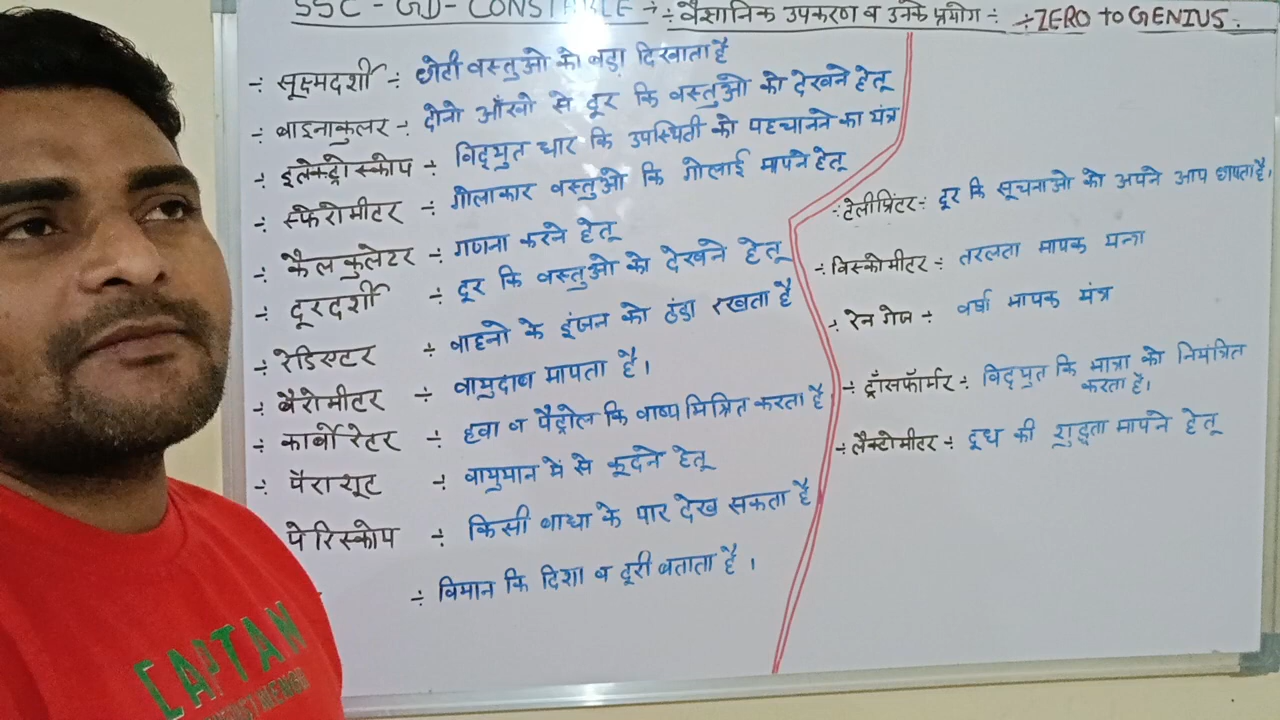 SSC - GD - CONSTABLE ÷ ÷ वैज्ञानिक उपकरण व उनके प्रयोग ÷ ÷ ZERO to GENIUS.
÷ सूक्ष्मदर्शी ÷ छोटी वस्तुओ को बड़ा दिखाता है
÷ बाइनाकुलर ÷ दोनो आँखो से दूर कि वस्तुओ को देखने हेतू
÷ इलेक्ट्रोस्कोप ÷ विद्युत धार कि उपस्थिती को पहचानने का यंत्र
÷ स्फेरोमीटर ÷ गोलाकार वस्तुओ कि गोलाई मापने हेतू
÷ कैलकुलेटर ÷ गणना करने हेतू
÷ दूरदर्शी ÷ दूर कि वस्तुओ को देखने हेतू
÷ रेडिएटर ÷ वाहनो के इंजन को ठंडा रखता है
÷ बैरोमीटर ÷ वायुदाब मापता है।
÷ कार्बोरेटर ÷ हवा व पैट्रोल कि वाष्प मिश्रित करता है
÷ पैराशूट ÷ वायुयान में से कूदने हेतू
पेरिस्कोप ÷ किसी बाधा के पार देख सकता है
÷ विमान कि दिशा व दूरी बताता है।
÷ टेलीप्रिंटर ÷ दूर कि सूचनाओ को अपने आप छापता है।
÷ विस्कोमीटर ÷ तरलता मापक यन्त्र
÷ रेन गेज ÷ वर्षा मापक यंत्र
÷ ट्राँसफॉर्मर ÷ विद्युत कि मात्रा को नियंत्रित
करता है।
÷ लैक्टोमीटर ÷ दूध की शुद्धता मापने हेतू
CAPTAN